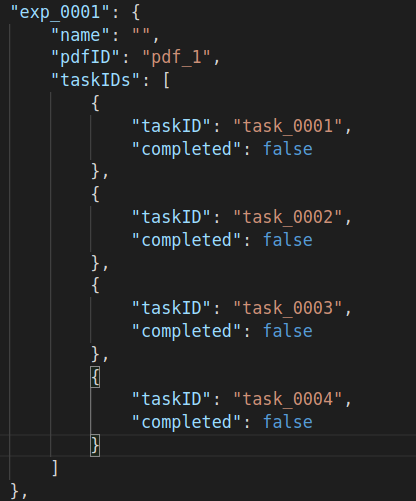 "exp_0001": {
    "name": "",
    "pdfID": "pdf_1",
    "taskIDs": [
        {
            "taskID": "task_0001",
            "completed": false
        },
        {
            "taskID": "task_0002",
            "completed": false
        },
        {
            "taskID": "task_0003",
            "completed": false
        },
        {
            "taskID": "task_0004",
            "completed": false
        }
    ]
},